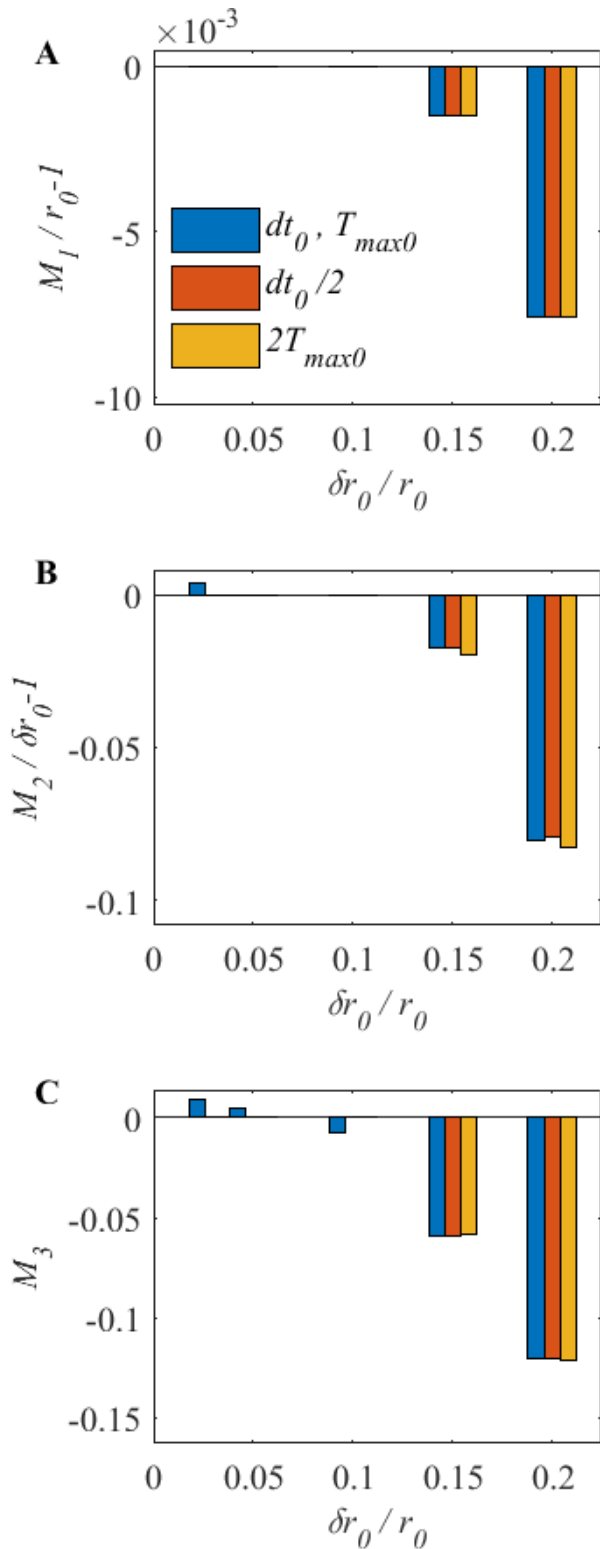 ×10⁻³
A
0
-5
-10
M₁ / r₀-1
dt₀ , Tₘₐₓ₀
dt₀ /2
2Tₘₐₓ₀
0 0.05 0.1 0.15 0.2
δr₀ / r₀
B
0
-0.05
-0.1
M₂ / δr₀-1
0 0.05 0.1 0.15 0.2
δr₀ / r₀
C
0
-0.05
-0.1
-0.15
M₃
0 0.05 0.1 0.15 0.2
δr₀ / r₀